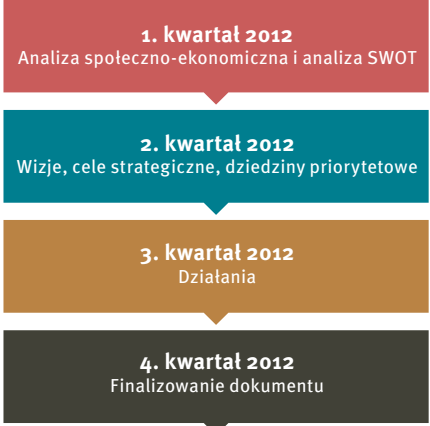 1. kwartał 2012
Analiza społeczno-ekonomiczna i analiza SWOT
2. kwartał 2012
Wizje, cele strategiczne, dziedziny priorytetowe
3. kwartał 2012
Działania
4. kwartał 2012
Finalizowanie dokumentu